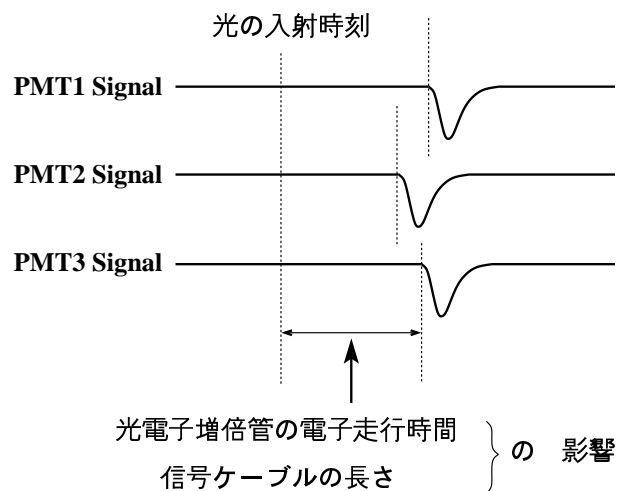 光の入射時刻
PMT1 Signal
PMT2 Signal
PMT3 Signal
光電子増倍管の電子走行時間
信号ケーブルの長さ
の 影響